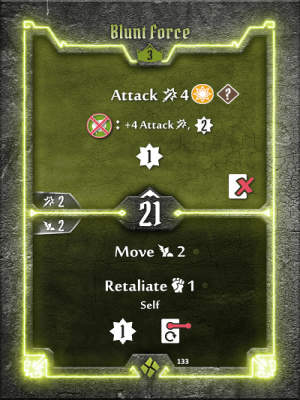 Blunt Force
3
Attack 4 ?
: +4 Attack , 2
1
2
21
2
Move 2
Retaliate 1
Self
1
133